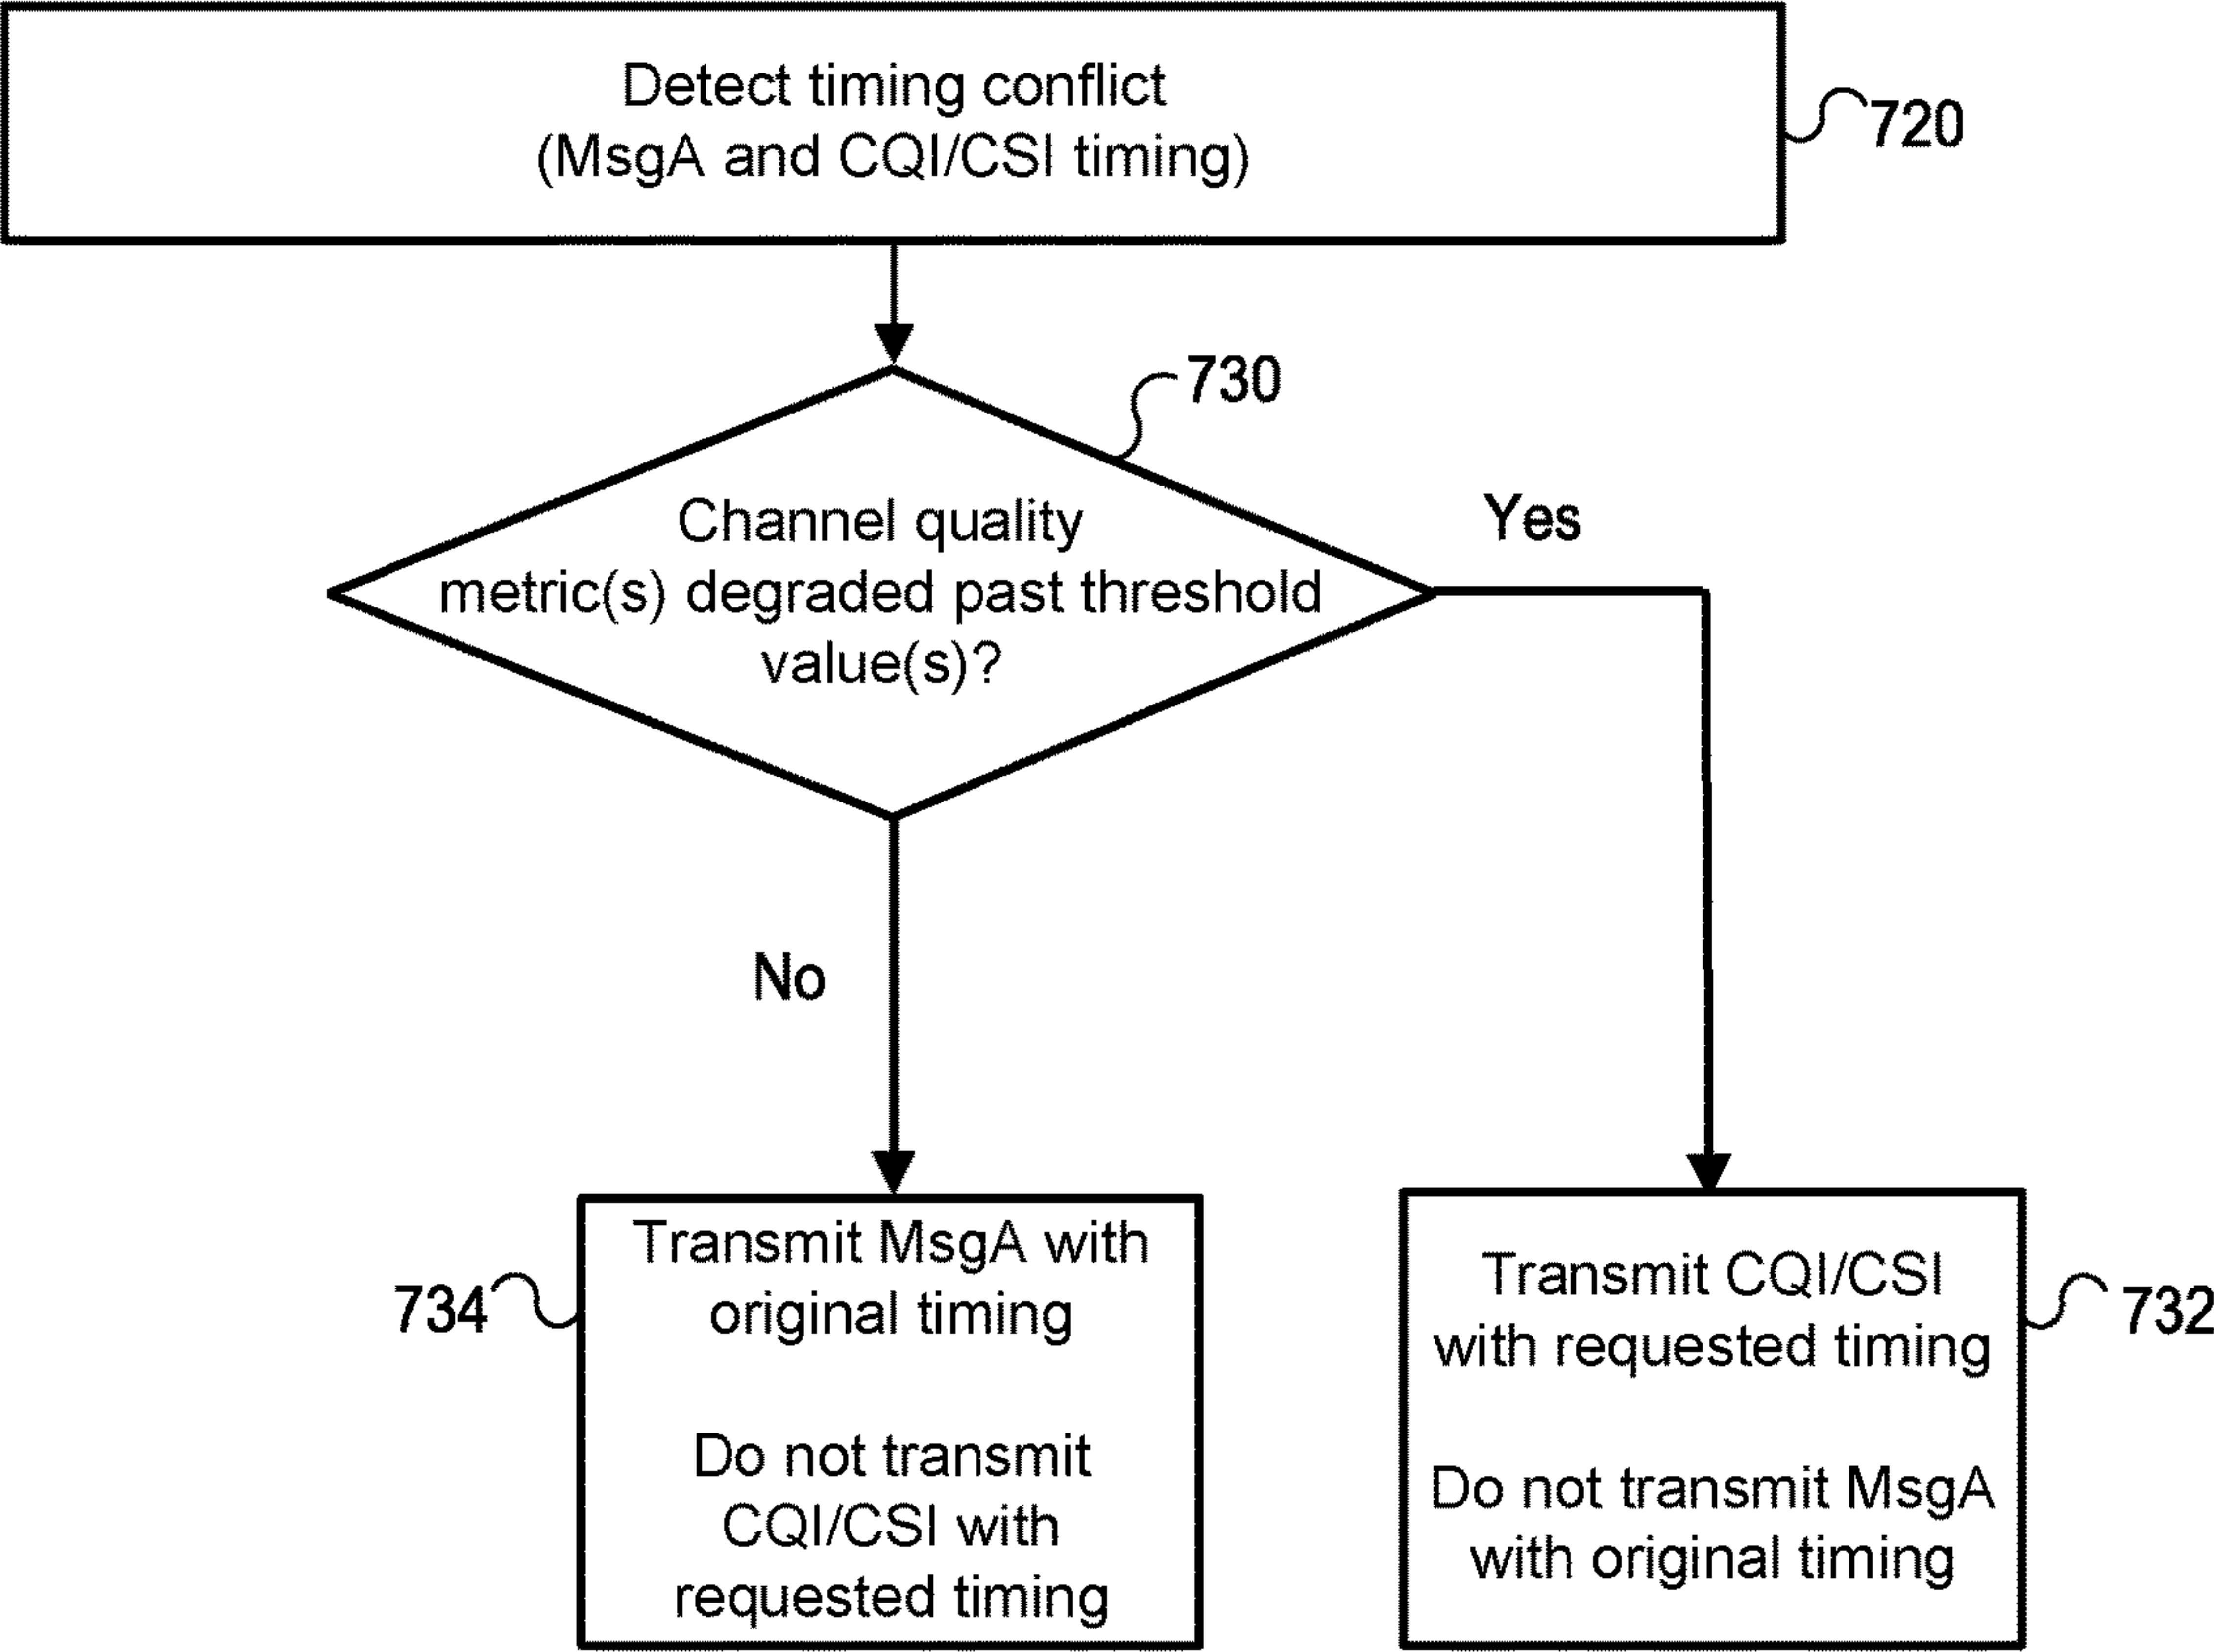 Detect timing conflict
(MsgA and CQI/CSI timing)
720
730
Channel quality
metric(s) degraded past threshold
value(s)?
Yes
No
Transmit MsgA with
original timing
Do not transmit
CQI/CSI with
requested timing
734
Transmit CQI/CSI
with requested timing
Do not transmit MsgA
with original timing
732